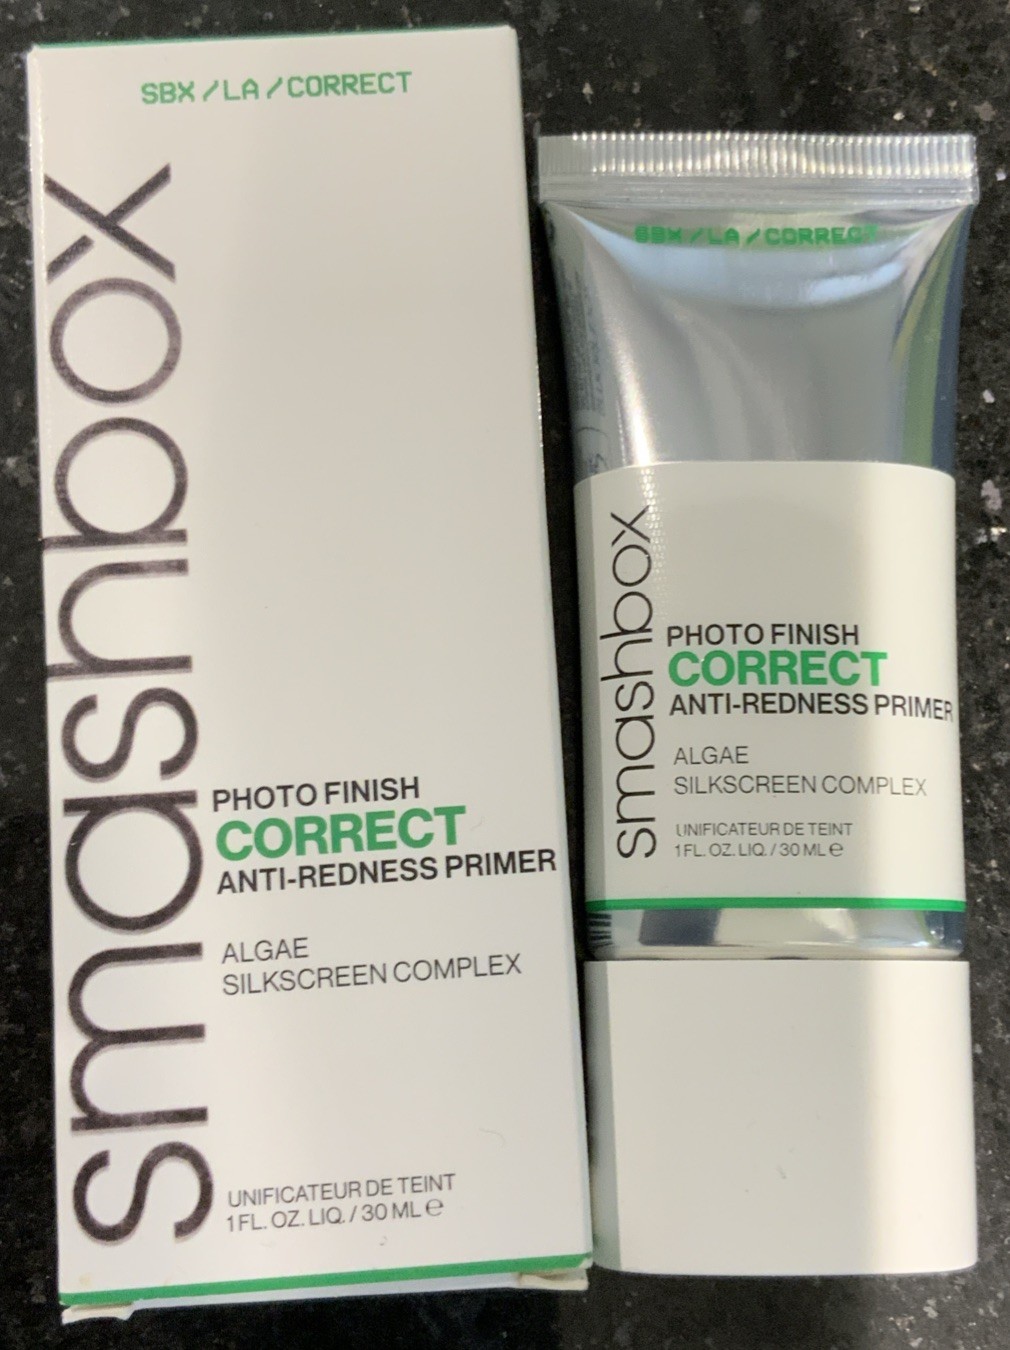 SBX/LA/CORRECT
smashbox
PHOTO FINISH
CORRECT
ANTI-REDNESS PRIMER
ALGAE
SILKSCREEN COMPLEX
UNIFICATEUR DE TEINT
1 FL. OZ. LIQ. / 30 ML ℮
SBX/LA/CORRECT
smashbox
PHOTO FINISH
CORRECT
ANTI-REDNESS PRIMER
ALGAE
SILKSCREEN COMPLEX
UNIFICATEUR DE TEINT
1 FL. OZ. LIQ. / 30 ML ℮